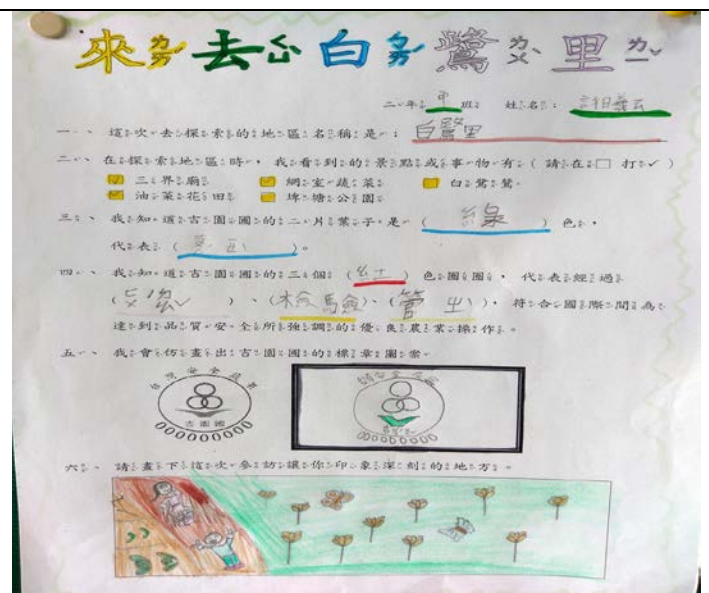 來去白鷺里
二年甲班 姓名：
一、 這次去探索的地區名稱是：白鷺里
二、 在探索地區時，我看到的景點或事物有（請在□打✓）
三界廟 網室蔬菜 白鷺鷥
油菜花田 埤塘公園
三、 我知道吉園圃的二片葉子，是（ 綠 ）色，
代表（ ）。
四、 我知道吉園圃的三個（紅）色圈圈， 代表經過
（ ）、（檢驗）、（管 ㄓ），符合國際間為
達到品質安全所強調的優良農業操作。
五、 我會仿畫出吉園圃的標章圖案。
吉園圃
000000000
六、 請畫下這次參訪讓你印象深刻的地方。